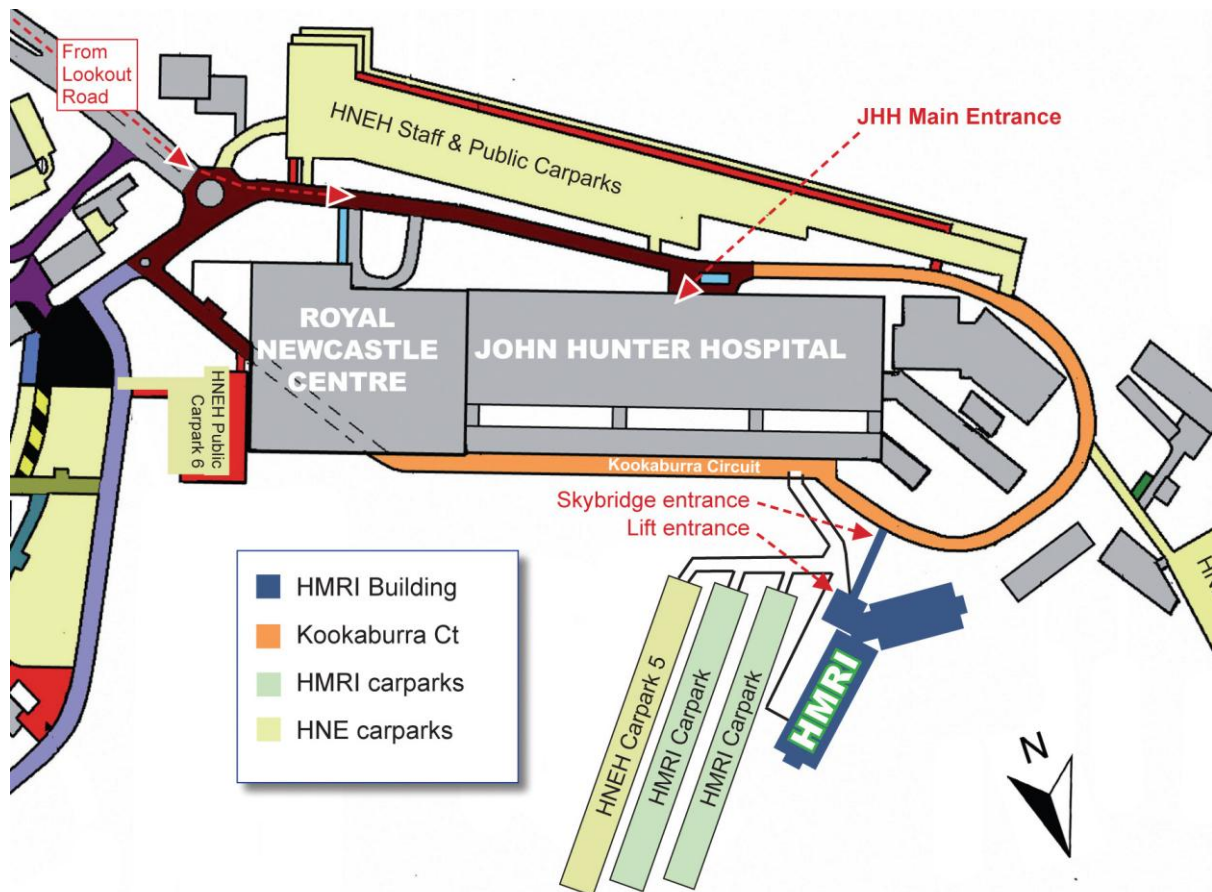 From
Lookout
Road
HNEH Staff & Public Carparks
JHH Main Entrance
ROYAL
NEWCASTLE
CENTRE
JOHN HUNTER HOSPITAL
HNEH Public
Carpark 6
Kookaburra Circuit
Skybridge entrance
Lift entrance
HMRI Building
Kookaburra Ct
HMRI carparks
HNE carparks
HNEH Carpark 5
HMRI Carpark
HMRI Carpark
HMRI
N